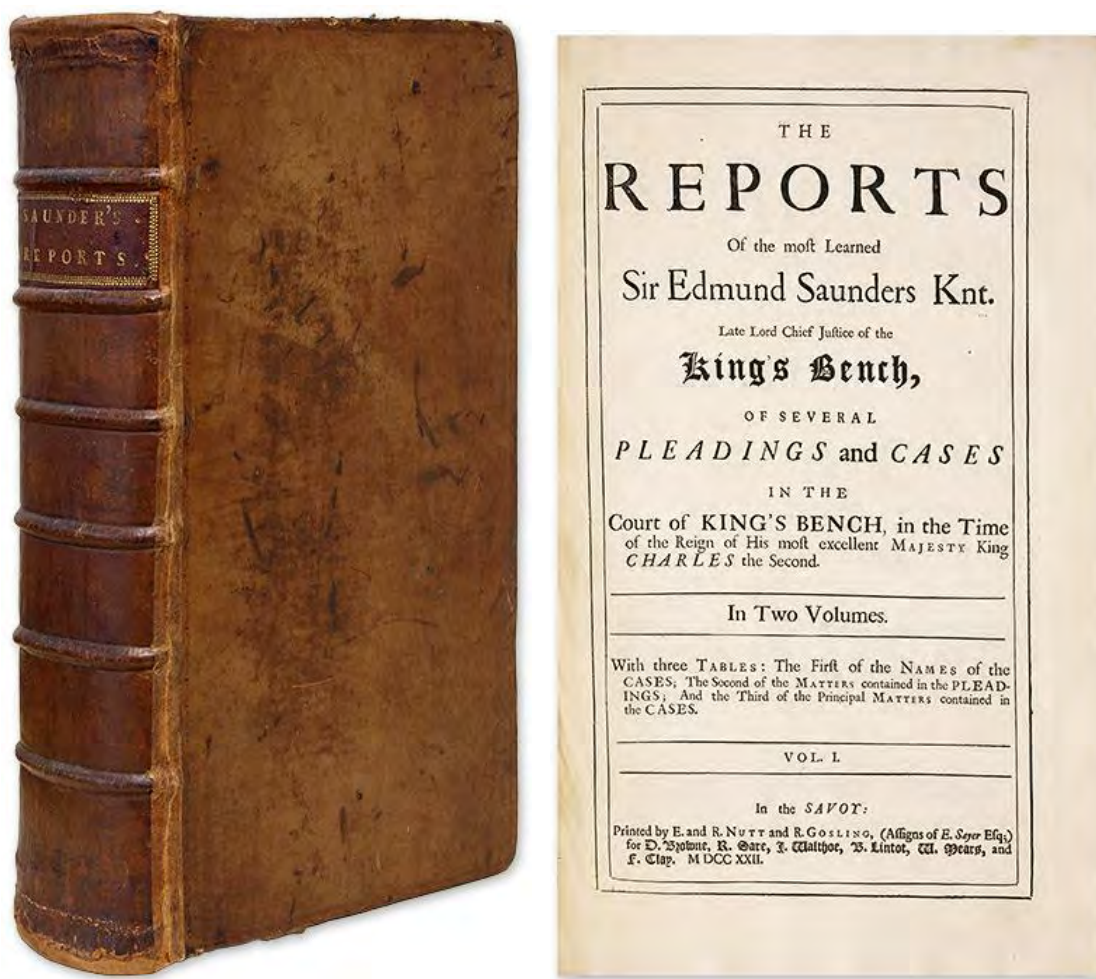 SAUNDER'S
REPORTS.
THE
REPORTS
Of the moſt Learned
Sir Edmund Saunders Knt.
Late Lord Chief Juſtice of the
King's Bench,
OF SEVERAL
PLEADINGS and CASES
IN THE
Court of KING'S BENCH, in the Time
of the Reign of His moſt excellent MAJESTY King
CHARLES the Second.
In Two Volumes.
With three TABLES: The Firſt of the NAMES of the
CASES; The Second of the MATTERS contained in the PLEAD-
INGS; And the Third of the Principal MATTERS contained in
the CASES.
VOL. I.
In the SAVOY:
Printed by E. and R. NUTT and R. GOSLING, (Aſſigns of E. Sayer Eſq;)
for D. Browne, R. Gare, J. Walthoe, B. Lintot, W. Mears, and
F. Clay. M DCC XXII.